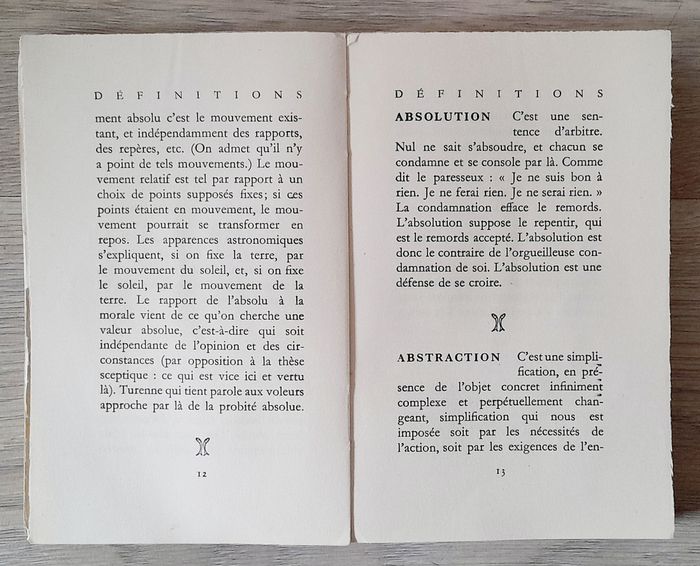 DÉFINITIONS
ment absolu c'est le mouvement exis-
tant, et indépendamment des rapports,
des repères, etc. (On admet qu'il n'y
a point de tels mouvements.) Le mou-
vement relatif est tel par rapport à un
choix de points supposés fixes; si ces
points étaient en mouvement, le mou-
vement pourrait se transformer en
repos. Les apparences astronomiques
s'expliquent, si on fixe la terre, par
le mouvement du soleil, et, si on fixe
le soleil, par le mouvement de la
terre. Le rapport de l'absolu à la
morale vient de ce qu'on cherche une
valeur absolue, c'est-à-dire qui soit
indépendante de l'opinion et des cir-
constances (par opposition à la thèse
sceptique : ce qui est vice ici et vertu
là). Turenne qui tient parole aux voleurs
approche par là de la probité absolue.
12
DÉFINITIONS
ABSOLUTION C'est une sen-
tence d'arbitre.
Nul ne sait s'absoudre, et chacun se
condamne et se console par là. Comme
dit le paresseux : « Je ne suis bon à
rien. Je ne ferai rien. Je ne serai rien. »
La condamnation efface le remords.
L'absolution suppose le repentir, qui
est le remords accepté. L'absolution est
donc le contraire de l'orgueilleuse con-
damnation de soi. L'absolution est une
défense de se croire.
ABSTRACTION C'est une simpli-
fication, en pré-
sence de l'objet concret infiniment
complexe et perpétuellement chan-
geant, simplification qui nous est
imposée soit par les nécessités de
l'action, soit par les exigences de l'en-
13